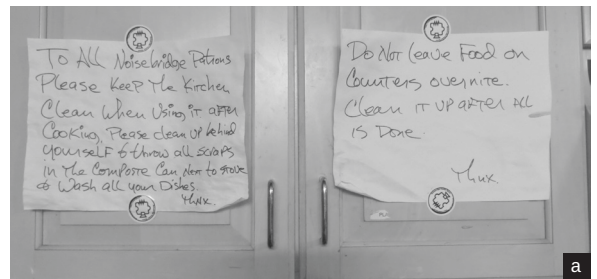 To All Noisebridge Patrons
Please Keep The Kitchen
Clean when Using it after
Cooking, Please clean up behind
yourself & throw all scraps
in The Composte Can Next to stove
& Wash all your Dishes.
Thnx.
Do Not leave Food on
Counters overnite.
Clean IT UP AFTER ALL
is Done.
Thnx.
a